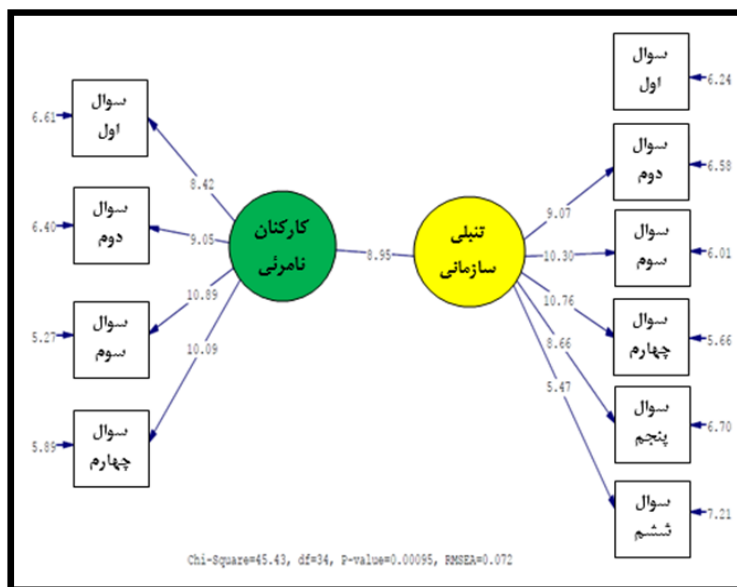 سوال
اول
6.61
8.42
سوال
دوم
6.40
9.05
سوال
سوم
5.27
10.89
سوال
چهارم
5.89
10.09
کارکنان
نامرئی
8.95
تنبلی
سازمانی
سوال
اول
6.24
سوال
دوم
6.58
9.07
سوال
سوم
6.01
10.30
سوال
چهارم
5.66
10.76
سوال
پنجم
6.70
8.66
سوال
ششم
7.21
5.47
Chi-Square=45.43, df=34, P-value=0.00095, RMSEA=0.072